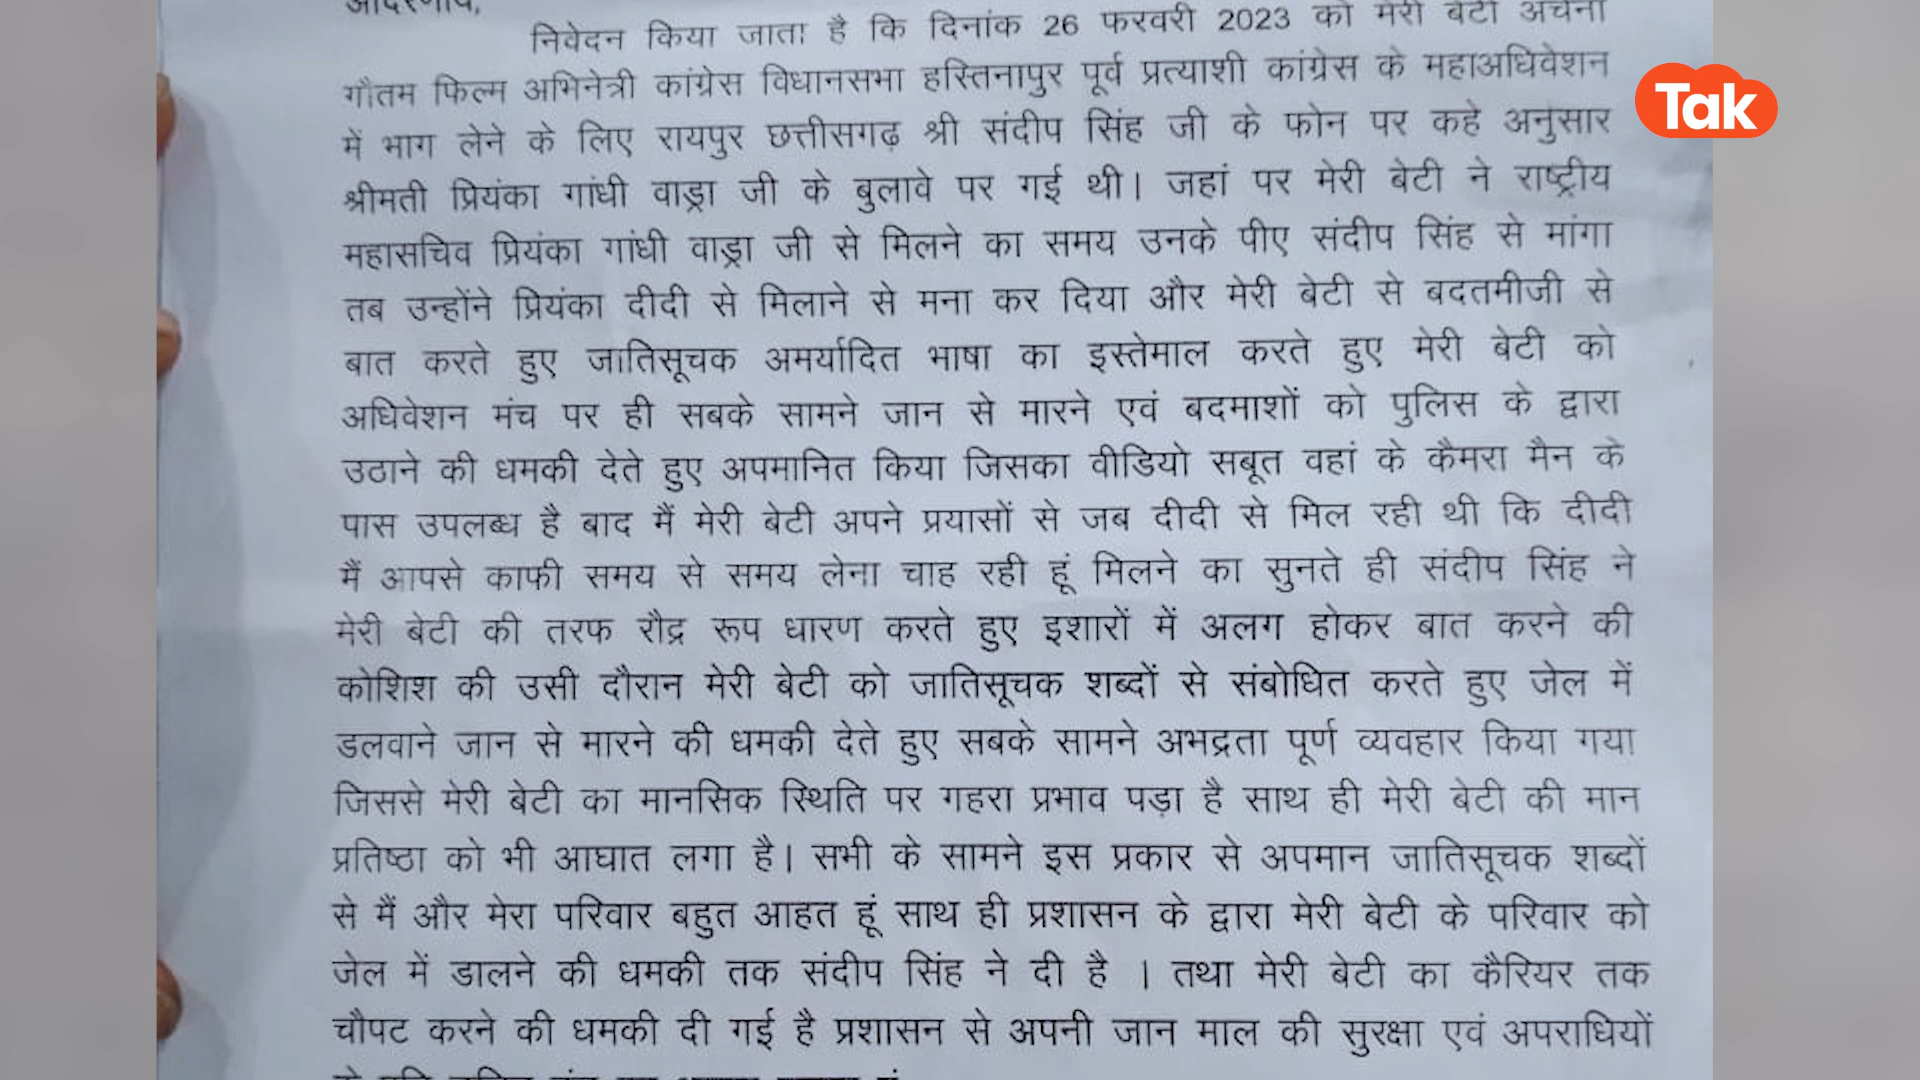 आदरणीय,
निवेदन किया जाता है कि दिनांक 26 फरवरी 2023 को मेरी बेटी अर्चना
गौतम फिल्म अभिनेत्री कांग्रेस विधानसभा हस्तिनापुर पूर्व प्रत्याशी कांग्रेस के महाअधिवेशन
में भाग लेने के लिए रायपुर छत्तीसगढ़ श्री संदीप सिंह जी के फोन पर कहे अनुसार
श्रीमती प्रियंका गांधी वाड्रा जी के बुलावे पर गई थी। जहां पर मेरी बेटी ने राष्ट्रीय
महासचिव प्रियंका गांधी वाड्रा जी से मिलने का समय उनके पीए संदीप सिंह से मांगा
तब उन्होंने प्रियंका दीदी से मिलाने से मना कर दिया और मेरी बेटी से बदतमीजी से
बात करते हुए जातिसूचक अमर्यादित भाषा का इस्तेमाल करते हुए मेरी बेटी को
अधिवेशन मंच पर ही सबके सामने जान से मारने एवं बदमाशों को पुलिस के द्वारा
उठाने की धमकी देते हुए अपमानित किया जिसका वीडियो सबूत वहां के कैमरा मैन के
पास उपलब्ध है बाद मैं मेरी बेटी अपने प्रयासों से जब दीदी से मिल रही थी कि दीदी
मैं आपसे काफी समय से समय लेना चाह रही हूं मिलने का सुनते ही संदीप सिंह ने
मेरी बेटी की तरफ रौद्र रूप धारण करते हुए इशारों में अलग होकर बात करने की
कोशिश की उसी दौरान मेरी बेटी को जातिसूचक शब्दों से संबोधित करते हुए जेल में
डलवाने जान से मारने की धमकी देते हुए सबके सामने अभद्रता पूर्ण व्यवहार किया गया
जिससे मेरी बेटी का मानसिक स्थिति पर गहरा प्रभाव पड़ा है साथ ही मेरी बेटी की मान
प्रतिष्ठा को भी आघात लगा है। सभी के सामने इस प्रकार से अपमान जातिसूचक शब्दों
से मैं और मेरा परिवार बहुत आहत हूं साथ ही प्रशासन के द्वारा मेरी बेटी के परिवार को
जेल में डालने की धमकी तक संदीप सिंह ने दी है । तथा मेरी बेटी का कैरियर तक
चौपट करने की धमकी दी गई है प्रशासन से अपनी जान माल की सुरक्षा एवं अपराधियों
Tak